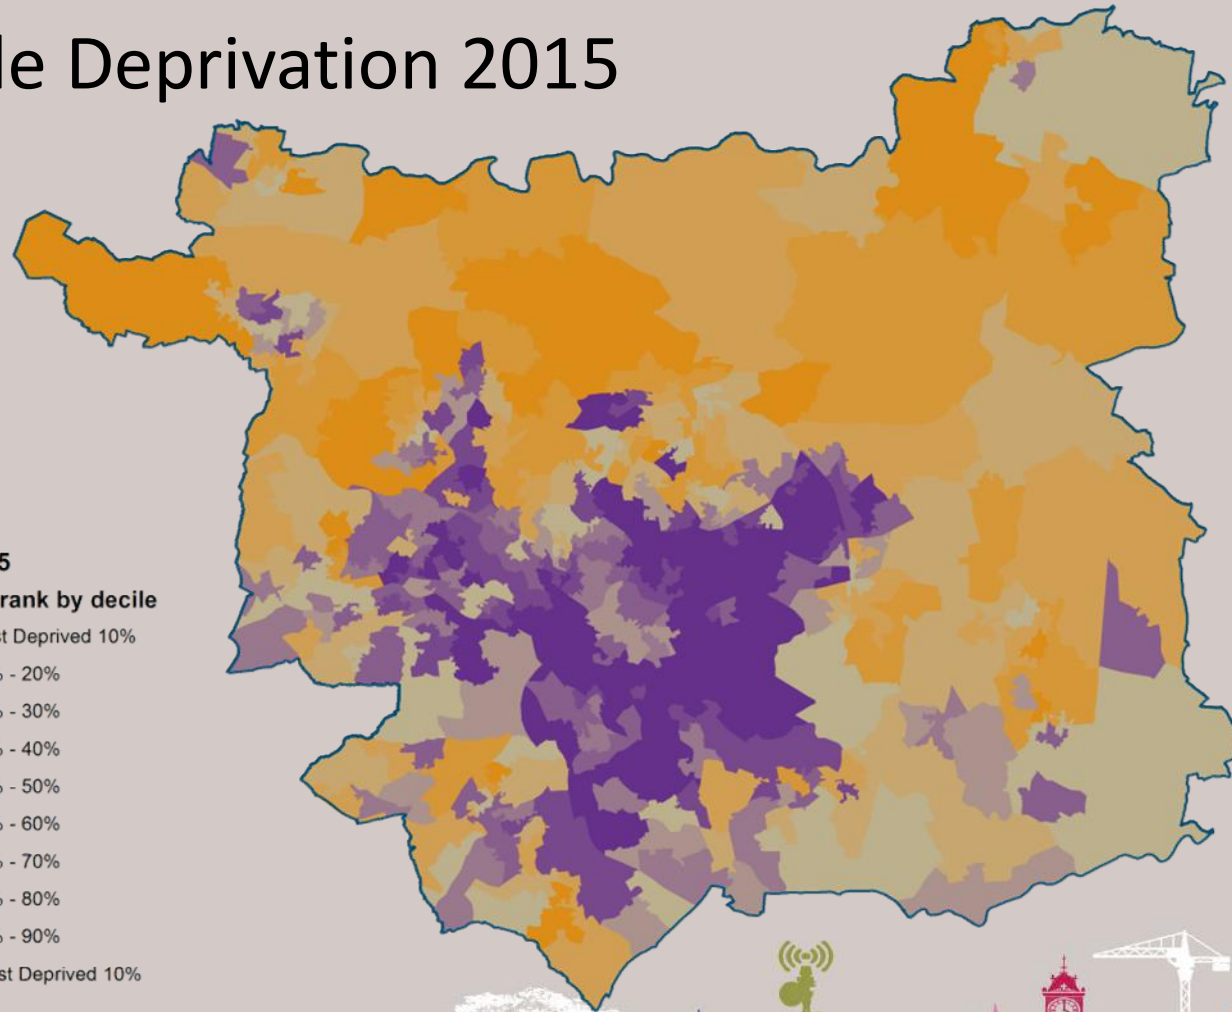 le Deprivation 2015
5
rank by decile
st Deprived 10%
% - 20%
% - 30%
% - 40%
% - 50%
% - 60%
% - 70%
% - 80%
% - 90%
st Deprived 10%